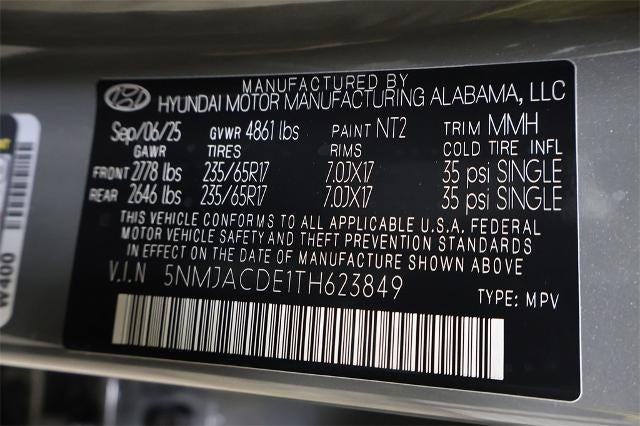 MANUFACTURED BY
HYUNDAI MOTOR MANUFACTURING ALABAMA, LLC
Sep/06/25 GVWR 4861 lbs PAINT NT2 TRIM MMH
GAWR TIRES RIMS COLD TIRE INFL
FRONT 2778 lbs 235/65R17 7.0JX17 35 psi SINGLE
REAR 2646 lbs 235/65R17 7.0JX17 35 psi SINGLE
THIS VEHICLE CONFORMS TO ALL APPLICABLE U.S.A. FEDERAL
MOTOR VEHICLE SAFETY AND THEFT PREVENTION STANDARDS
IN EFFECT ON THE DATE OF MANUFACTURE SHOWN ABOVE
V.I.N 5NMJACDE1TH623849
TYPE: MPV
W400